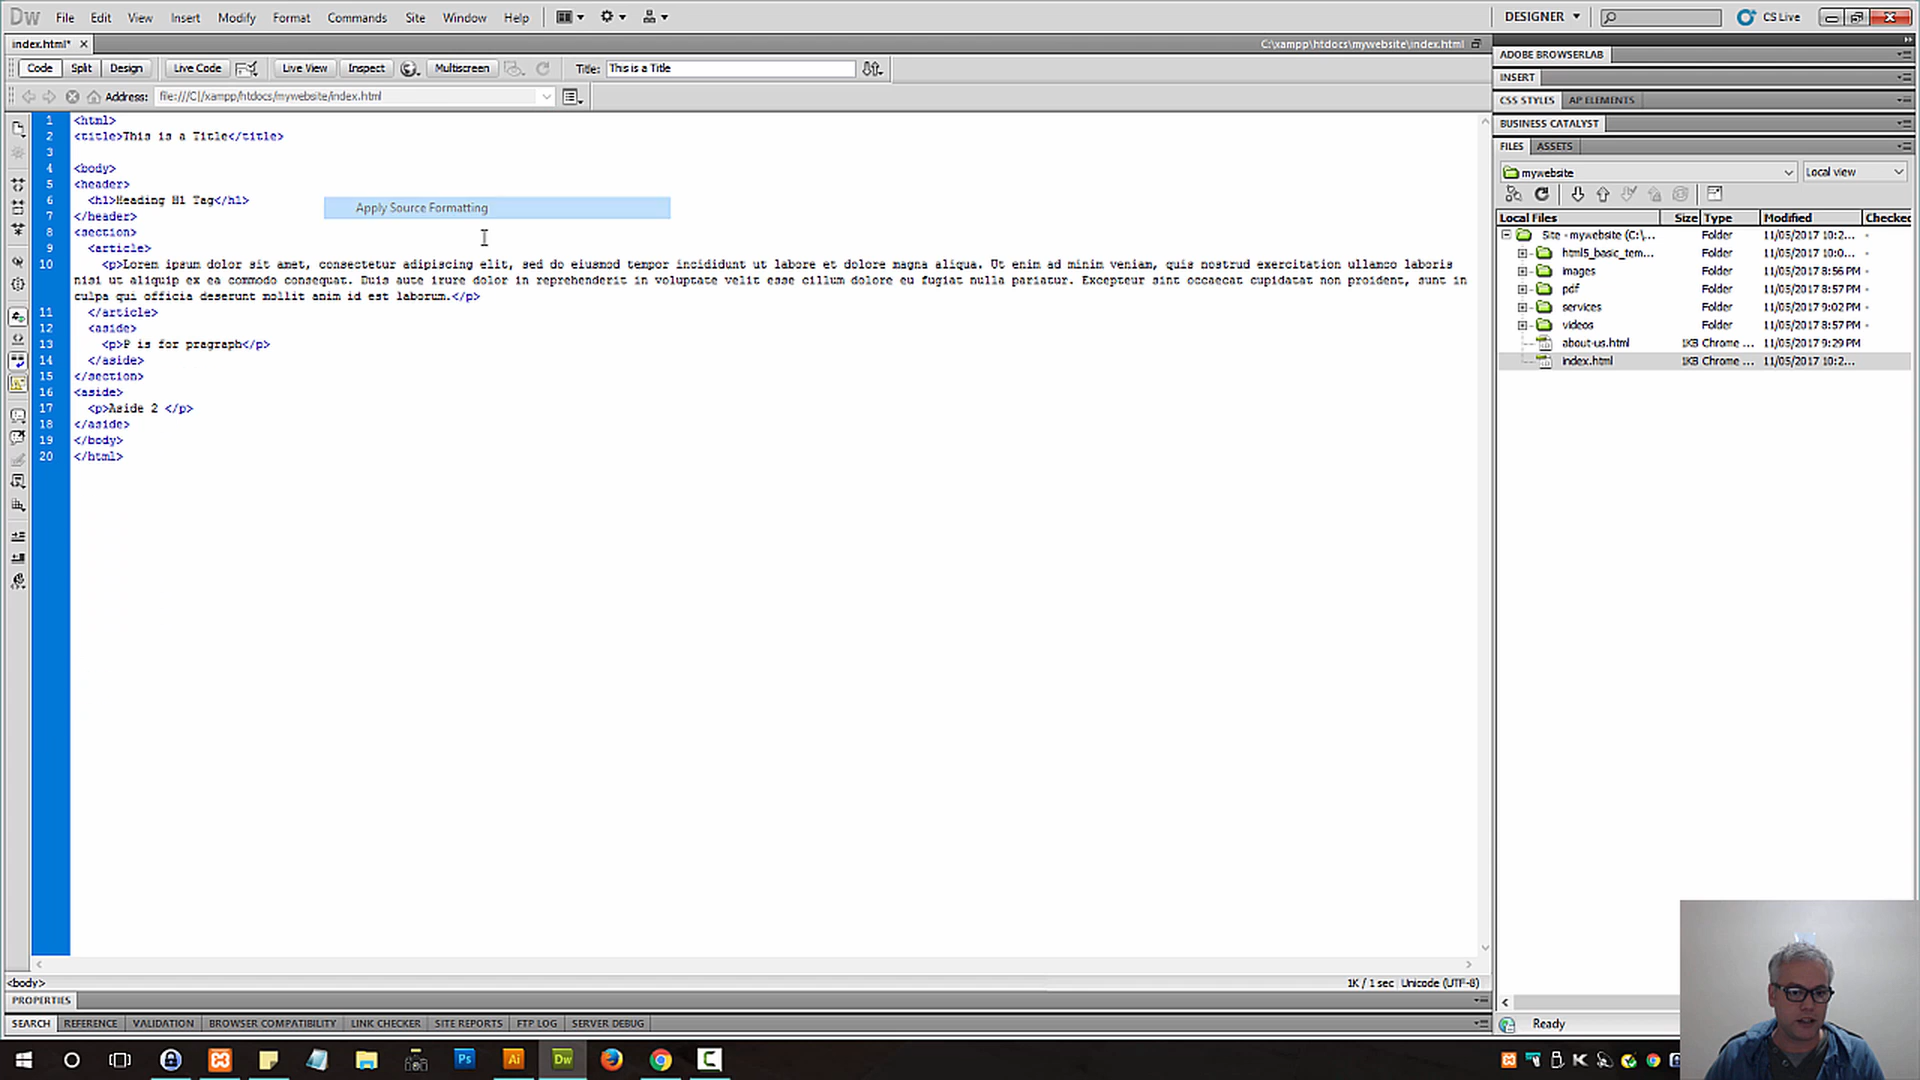 Dw File Edit View Insert Modify Format Commands Site Window Help DESIGNER CS Live
index.html* × C:\xampp\htdocs\mywebsite\index.html
Code Split Design Live Code Live View Inspect Multiscreen Title: This is a Title
Address: file:///C|/xampp/htdocs/mywebsite/index.html
1 <html>
2 <title>This is a Title</title>
3
4 <body>
5 <header>
6 <h1>Heading H1 Tag</h1>
Apply Source Formatting
7 </header>
8 <section>
9 <article>
10 <p>Lorem ipsum dolor sit amet, consectetur adipiscing elit, sed do eiusmod tempor incididunt ut labore et dolore magna aliqua. Ut enim ad minim veniam, quis nostrud exercitation ullamco laboris
nisi ut aliquip ex ea commodo consequat. Duis aute irure dolor in reprehenderit in voluptate velit esse cillum dolore eu fugiat nulla pariatur. Excepteur sint occaecat cupidatat non proident, sunt in
culpa qui officia deserunt mollit anim id est laborum.</p>
11 </article>
12 <aside>
13 <p>P is for pragraph</p>
14 </aside>
15 </section>
16 <aside>
17 <p>Aside 2 </p>
18 </aside>
19 </body>
20 </html>
ADOBE BROWSERLAB
INSERT
CSS STYLES AP ELEMENTS
BUSINESS CATALYST
FILES ASSETS
mywebsite Local view
Local Files Size Type Modified Checked
Site - mywebsite (C:\... Folder 11/05/2017 10:2... -
html5_basic_tem... Folder 11/05/2017 10:0... -
images Folder 11/05/2017 8:56 PM -
pdf Folder 11/05/2017 8:57 PM -
services Folder 11/05/2017 9:02 PM -
videos Folder 11/05/2017 8:57 PM -
about-us.html 1KB Chrome ... 11/05/2017 9:29 PM
index.html 1KB Chrome ... 11/05/2017 10:2...
<body> 1K / 1 sec Unicode (UTF-8)
PROPERTIES
SEARCH REFERENCE VALIDATION BROWSER COMPATIBILITY LINK CHECKER SITE REPORTS FTP LOG SERVER DEBUG
Ready
Ps Ai Dw